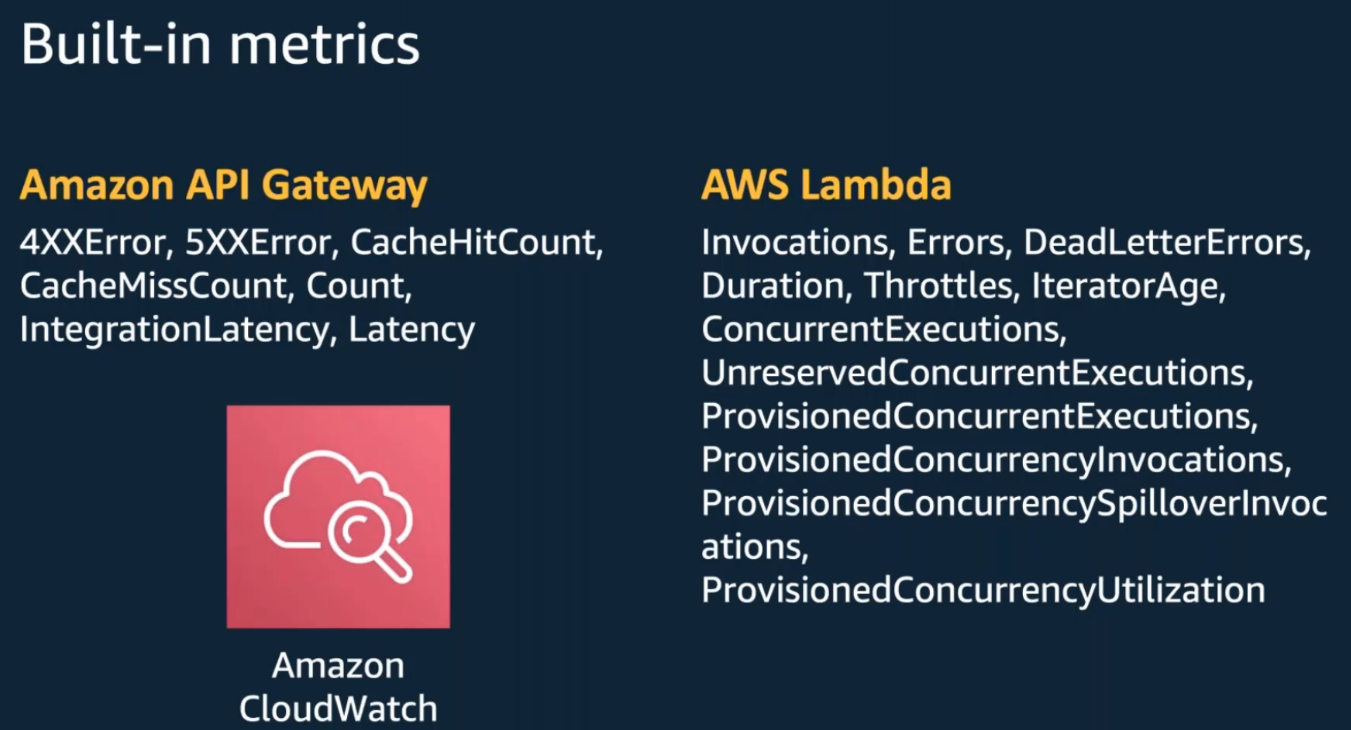 Built-in metrics
Amazon API Gateway
4XXError, 5XXError, CacheHitCount,
CacheMissCount, Count,
IntegrationLatency, Latency
Amazon
CloudWatch
AWS Lambda
Invocations, Errors, DeadLetterErrors,
Duration, Throttles, IteratorAge,
ConcurrentExecutions,
UnreservedConcurrentExecutions,
ProvisionedConcurrentExecutions,
ProvisionedConcurrencyInvocations,
ProvisionedConcurrencySpilloverInvoc
ations,
ProvisionedConcurrencyUtilization